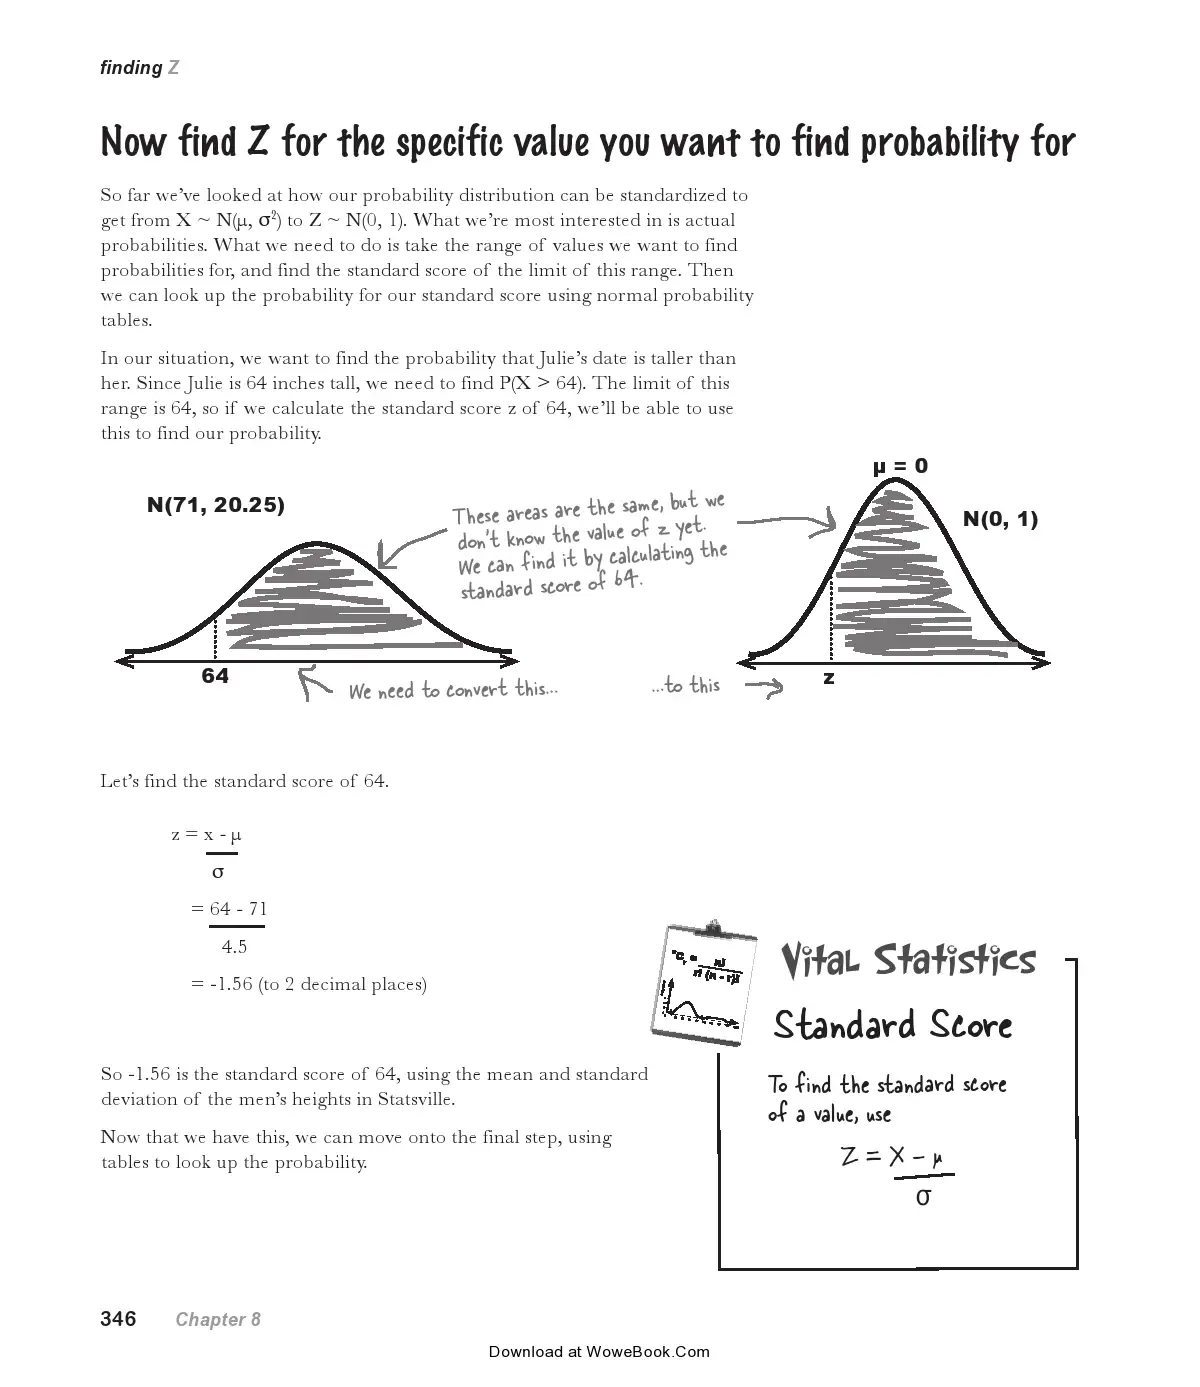 finding Z
Now find Z for the specific value you want to find probability for
So far we've looked at how our probability distribution can be standardized to
get from X ~ N(μ, σ²) to Z ~ N(0, 1). What we're most interested in is actual
probabilities. What we need to do is take the range of values we want to find
probabilities for, and find the standard score of the limit of this range. Then
we can look up the probability for our standard score using normal probability
tables.
In our situation, we want to find the probability that Julie's date is taller than
her. Since Julie is 64 inches tall, we need to find P(X > 64). The limit of this
range is 64, so if we calculate the standard score z of 64, we'll be able to use
this to find our probability.
N(71, 20.25)
These areas are the same, but we
don't know the value of z yet.
We can find it by calculating the
standard score of 64.
μ = 0
N(0, 1)
64
We need to convert this...
...to this
z
Let's find the standard score of 64.
z = x - μ
σ
= 64 - 71
4.5
= -1.56 (to 2 decimal places)
So -1.56 is the standard score of 64, using the mean and standard
deviation of the men's heights in Statsville.
Now that we have this, we can move onto the final step, using
tables to look up the probability.
ⁿCᵣ = n!
r! (n - r)!
Vital Statistics
Standard Score
To find the standard score
of a value, use
Z = X - μ
σ
346 Chapter 8
Download at WoweBook.Com